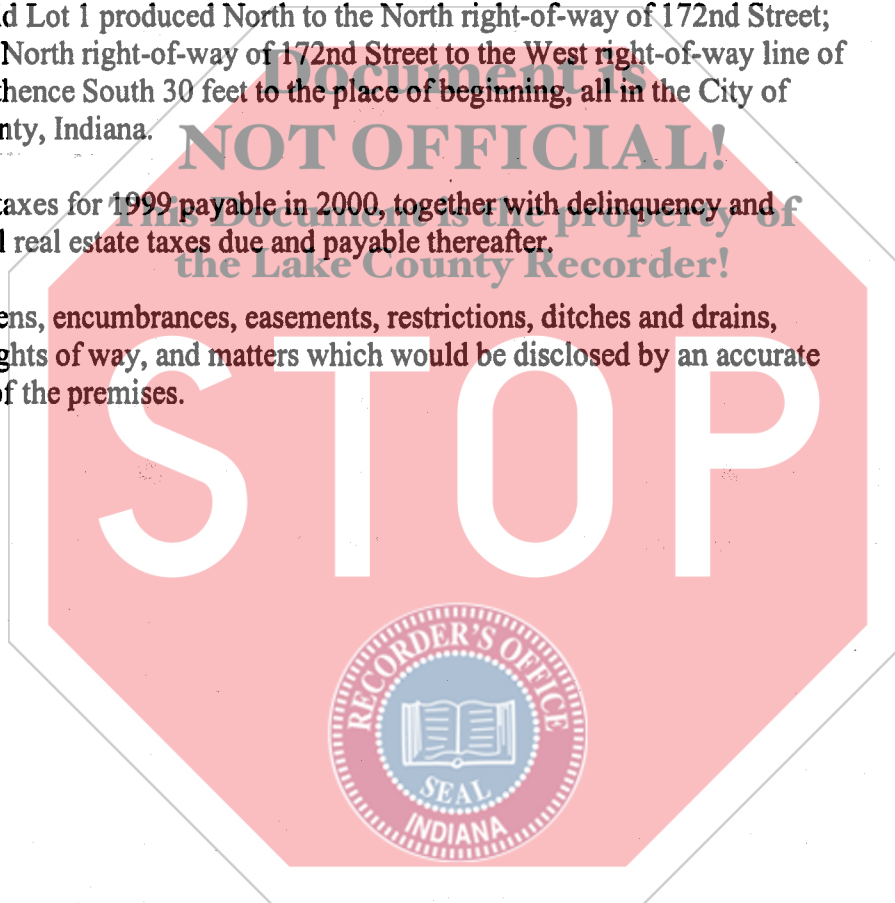 d Lot 1 produced North to the North right-of-way of 172nd Street;
North right-of-way of 172nd Street to the West right-of-way line of
hence South 30 feet to the place of beginning, all in the City of
nty, Indiana.
Document is
NOT OFFICIAL!
taxes for 1999 payable in 2000, together with delinquency and
This Document is the property of
l real estate taxes due and payable thereafter.
the Lake County Recorder!
ens, encumbrances, easements, restrictions, ditches and drains,
ghts of way, and matters which would be disclosed by an accurate
of the premises.
STOP
RECORDER'S OFFICE
SEAL
INDIANA